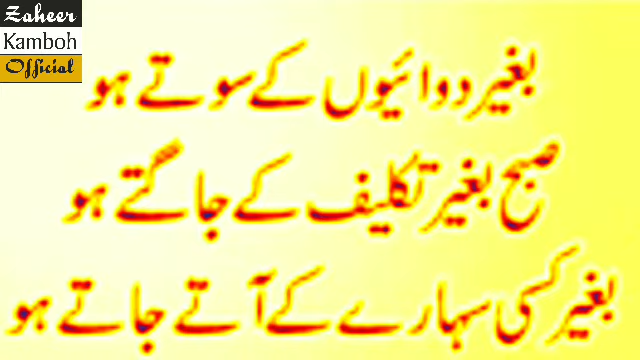 Zaheer
Kamboh
Official
بغیر دوائیوں کے سوتے ہو
صبح بغیر تکلیف کے جاگتے ہو
بغیر کسی سہارے کے آتے جاتے ہو